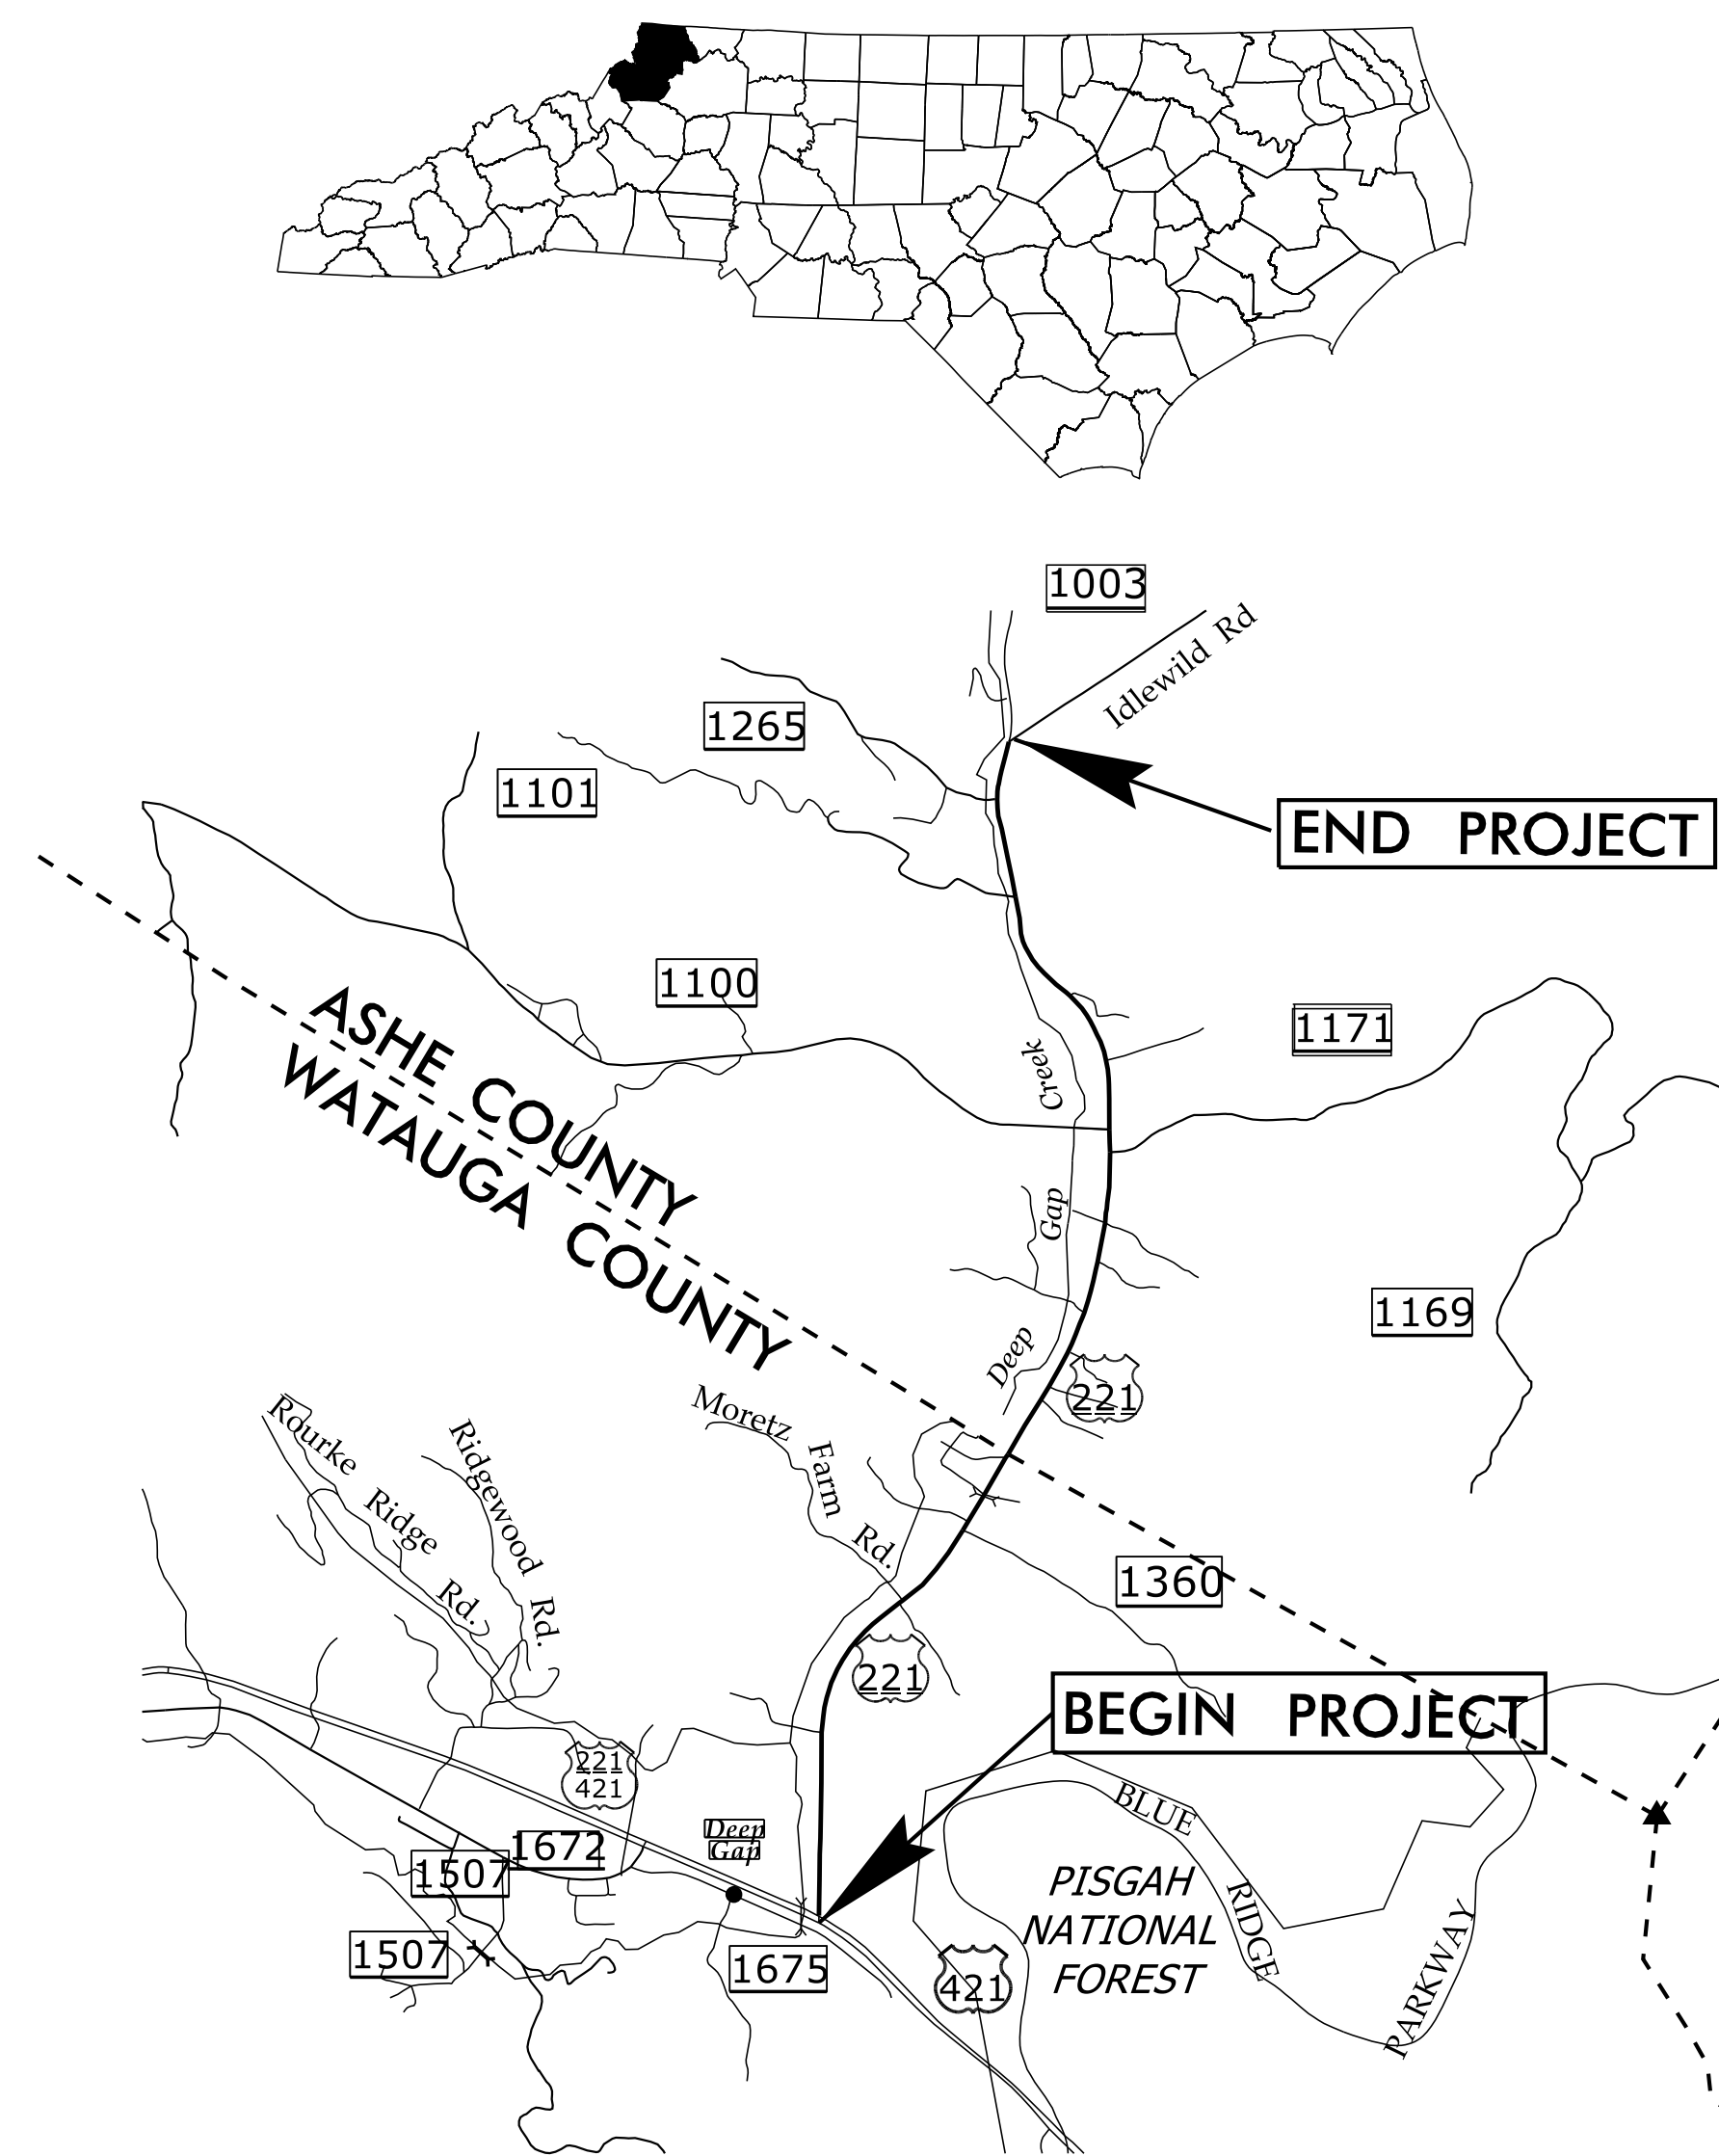 1003
Idlewild Rd
1265
1101
END PROJECT
1100
1171
ASHE COUNTY
WATAUGA COUNTY
Creek
Gap
Deep
1169
221
Moretz Farm Rd.
Rourke Ridge Rd.
Ridgewood Rd.
1360
221
BEGIN PROJECT
221
421
Deep
Gap
1672
1507
BLUE RIDGE PARKWAY
PISGAH
NATIONAL
FOREST
1507
1675
421